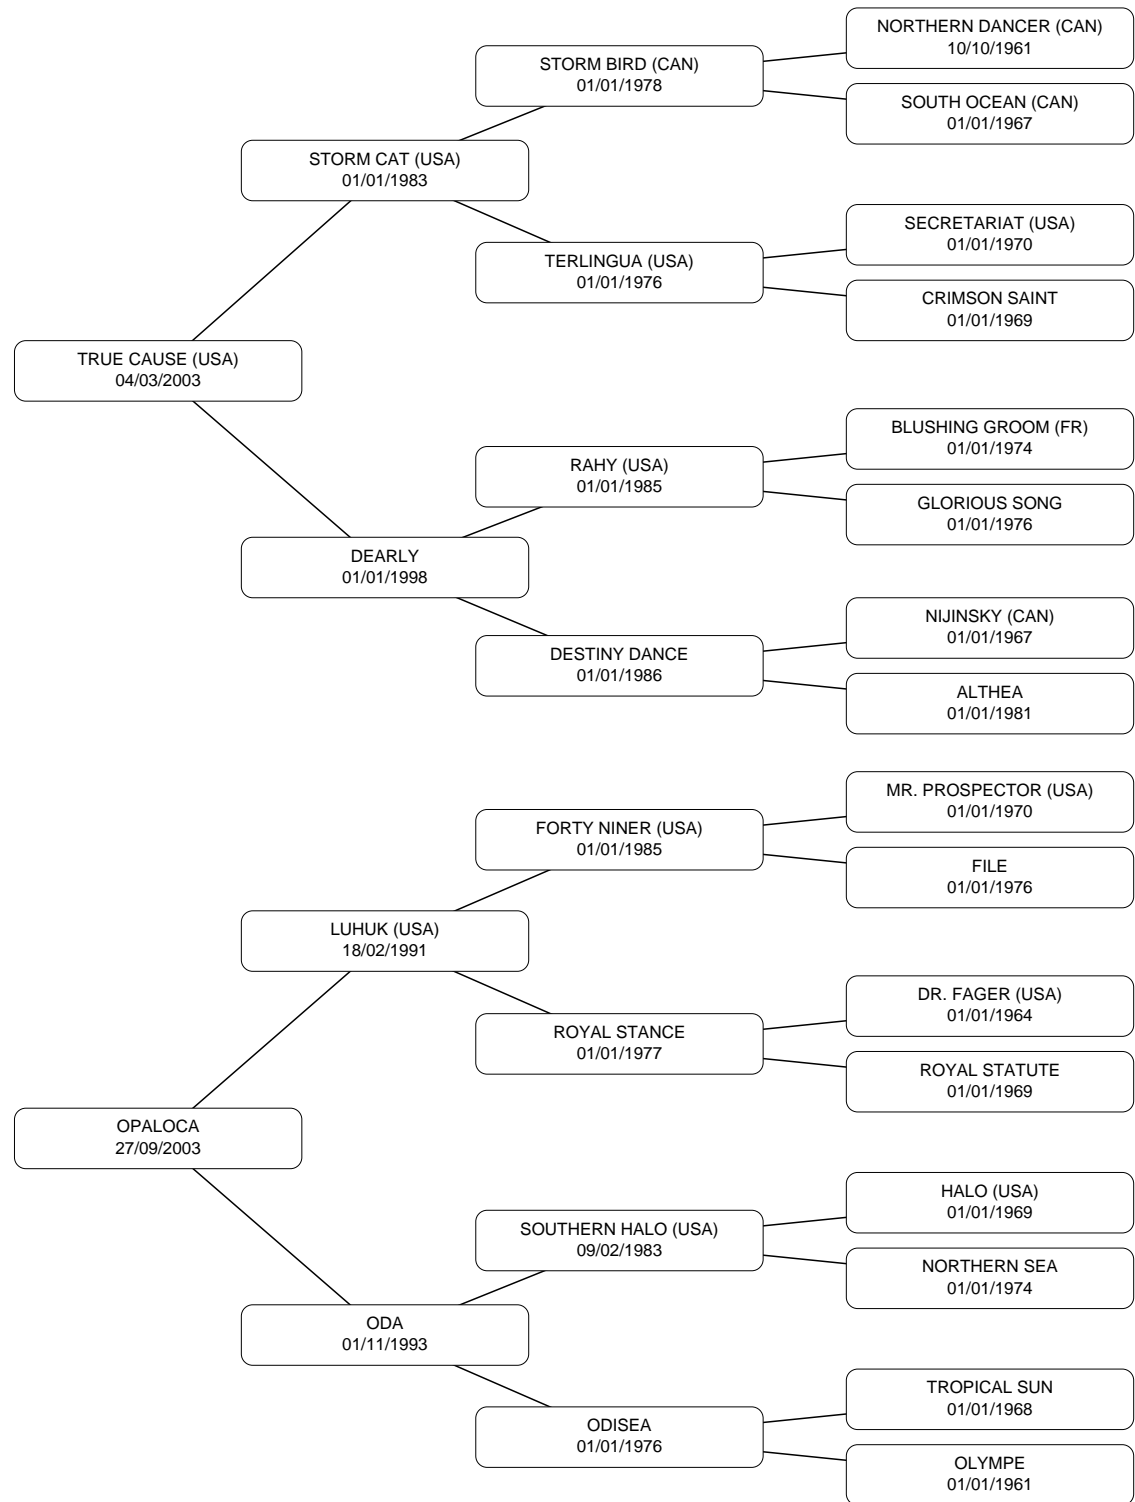 NORTHERN DANCER (CAN)
10/10/1961
STORM BIRD (CAN)
01/01/1978
SOUTH OCEAN (CAN)
01/01/1967
STORM CAT (USA)
01/01/1983
SECRETARIAT (USA)
01/01/1970
TERLINGUA (USA)
01/01/1976
CRIMSON SAINT
01/01/1969
TRUE CAUSE (USA)
04/03/2003
BLUSHING GROOM (FR)
01/01/1974
RAHY (USA)
01/01/1985
GLORIOUS SONG
01/01/1976
DEARLY
01/01/1998
NIJINSKY (CAN)
01/01/1967
DESTINY DANCE
01/01/1986
ALTHEA
01/01/1981
MR. PROSPECTOR (USA)
01/01/1970
FORTY NINER (USA)
01/01/1985
FILE
01/01/1976
LUHUK (USA)
18/02/1991
DR. FAGER (USA)
01/01/1964
ROYAL STANCE
01/01/1977
ROYAL STATUTE
01/01/1969
OPALOCA
27/09/2003
HALO (USA)
01/01/1969
SOUTHERN HALO (USA)
09/02/1983
NORTHERN SEA
01/01/1974
ODA
01/11/1993
TROPICAL SUN
01/01/1968
ODISEA
01/01/1976
OLYMPE
01/01/1961